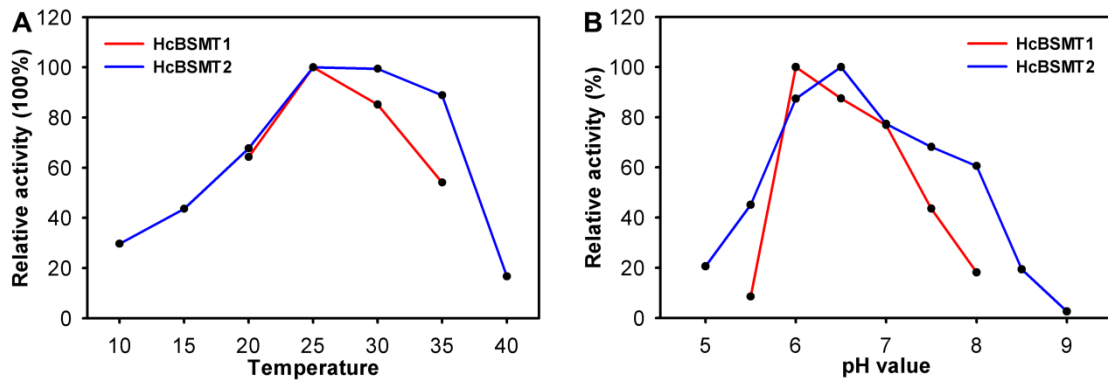 A
Relative activity (100%)
120
100
80
60
40
20
0
HcBSMT1
HcBSMT2
10 15 20 25 30 35 40
Temperature
B
Relative activity (%)
120
100
80
60
40
20
0
HcBSMT1
HcBSMT2
5 6 7 8 9
pH value